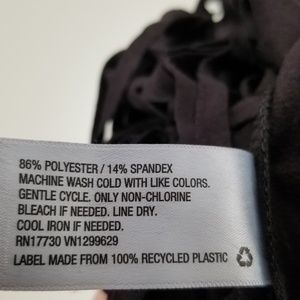 86% POLYESTER / 14% SPANDEX
MACHINE WASH COLD WITH LIKE COLORS.
GENTLE CYCLE. ONLY NON-CHLORINE
BLEACH IF NEEDED. LINE DRY.
COOL IRON IF NEEDED.
RN17730 VN1299629
LABEL MADE FROM 100% RECYCLED PLASTIC